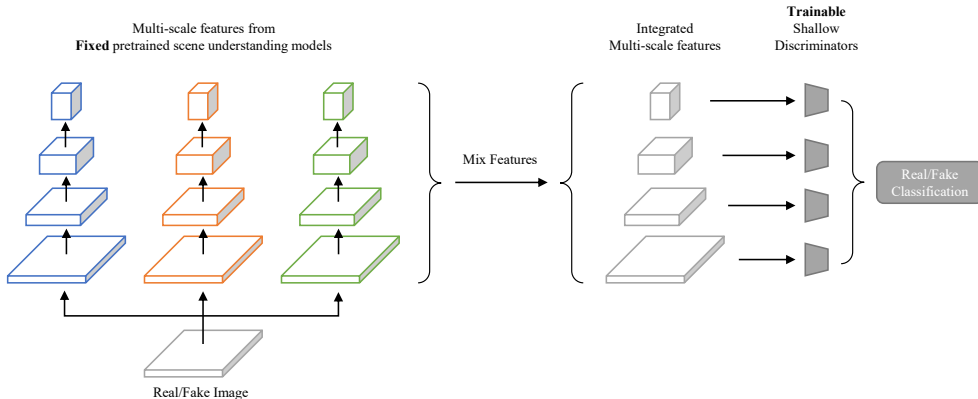 Multi-scale features from
Fixed pretrained scene understanding models
Integrated
Multi-scale features
Trainable
Shallow
Discriminators
Mix Features
Real/Fake
Classification
Real/Fake Image